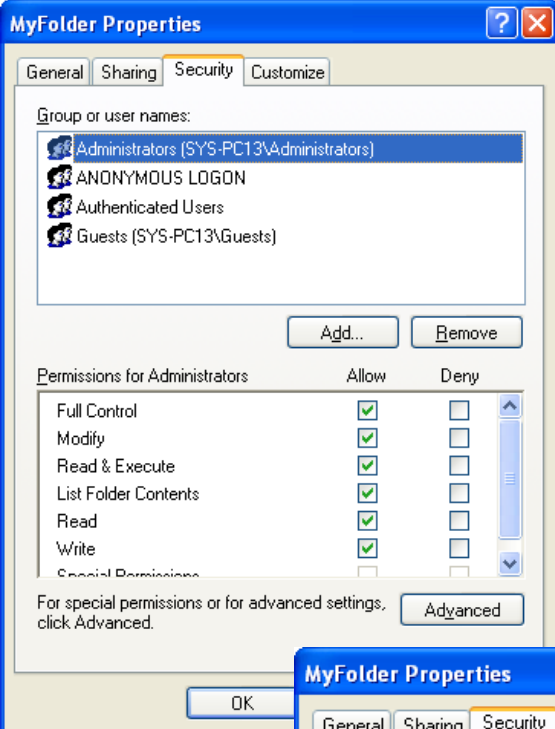 MyFolder Properties
General Sharing Security Customize
Group or user names:
Administrators (SYS-PC13\Administrators)
ANONYMOUS LOGON
Authenticated Users
Guests (SYS-PC13\Guests)
Add... Remove
Permissions for Administrators Allow Deny
Full Control
Modify
Read & Execute
List Folder Contents
Read
Write
Special Permissions
For special permissions or for advanced settings, click Advanced.
Advanced
OK
MyFolder Properties
General Sharing Security